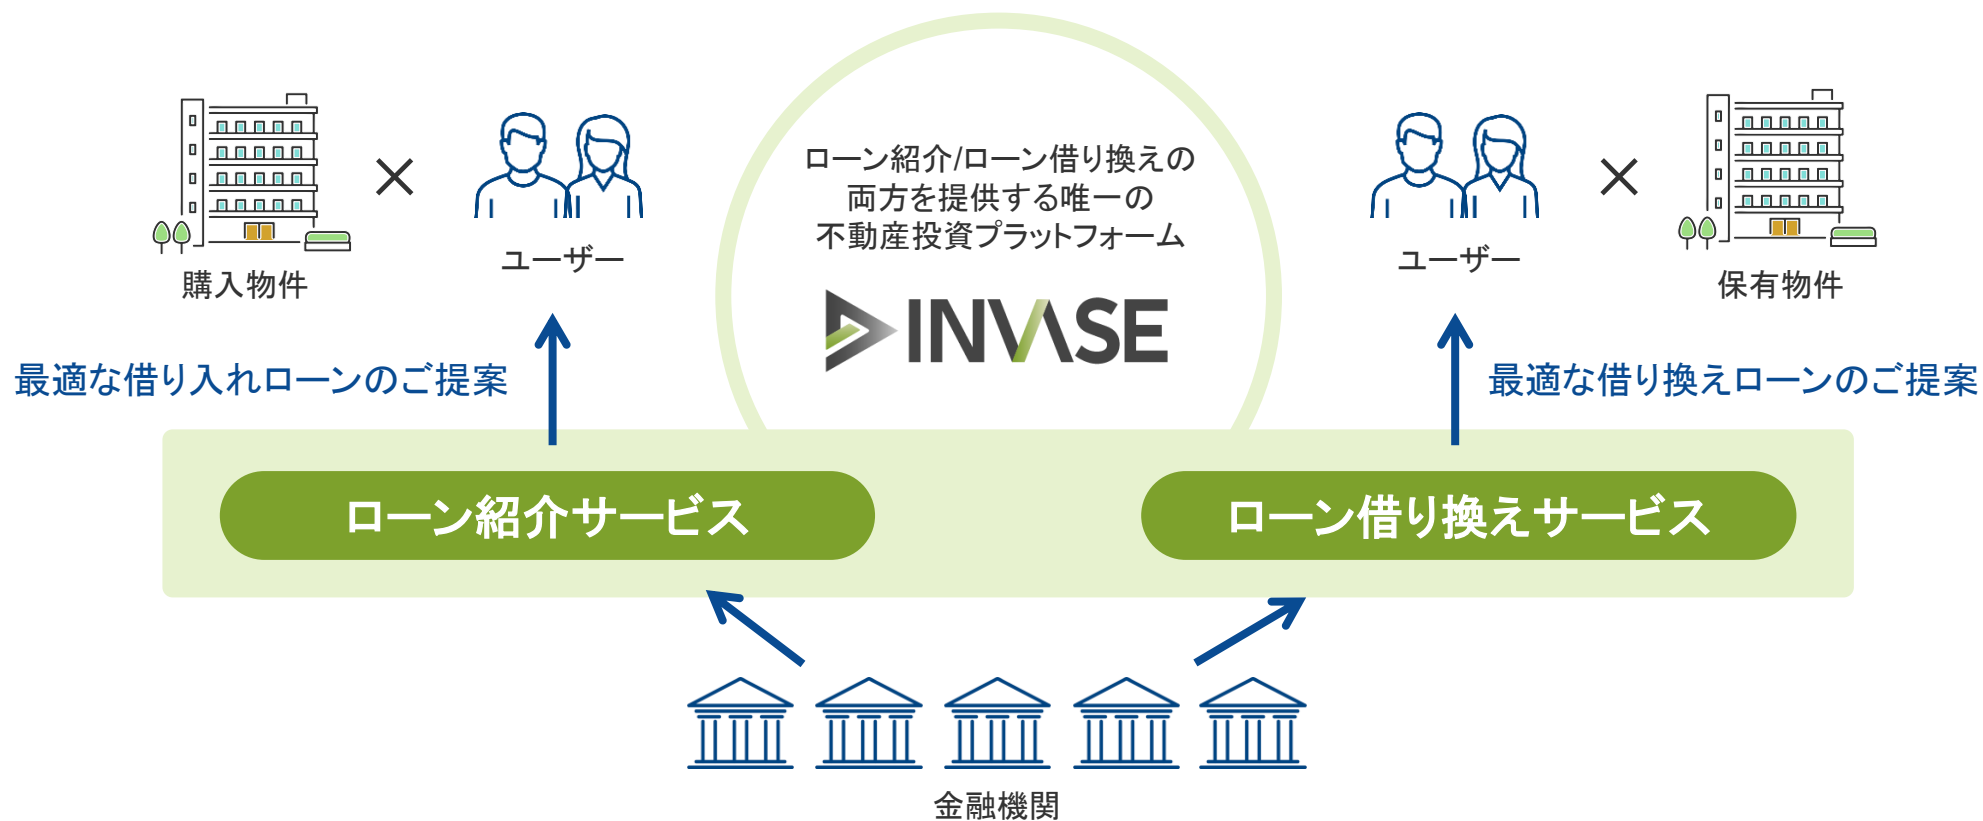 ローン紹介/ローン借り換えの
両方を提供する唯一の
不動産投資プラットフォーム
INVASE
購入物件
ユーザー
ユーザー
保有物件
最適な借り入れローンのご提案
最適な借り換えローンのご提案
ローン紹介サービス
ローン借り換えサービス
金融機関